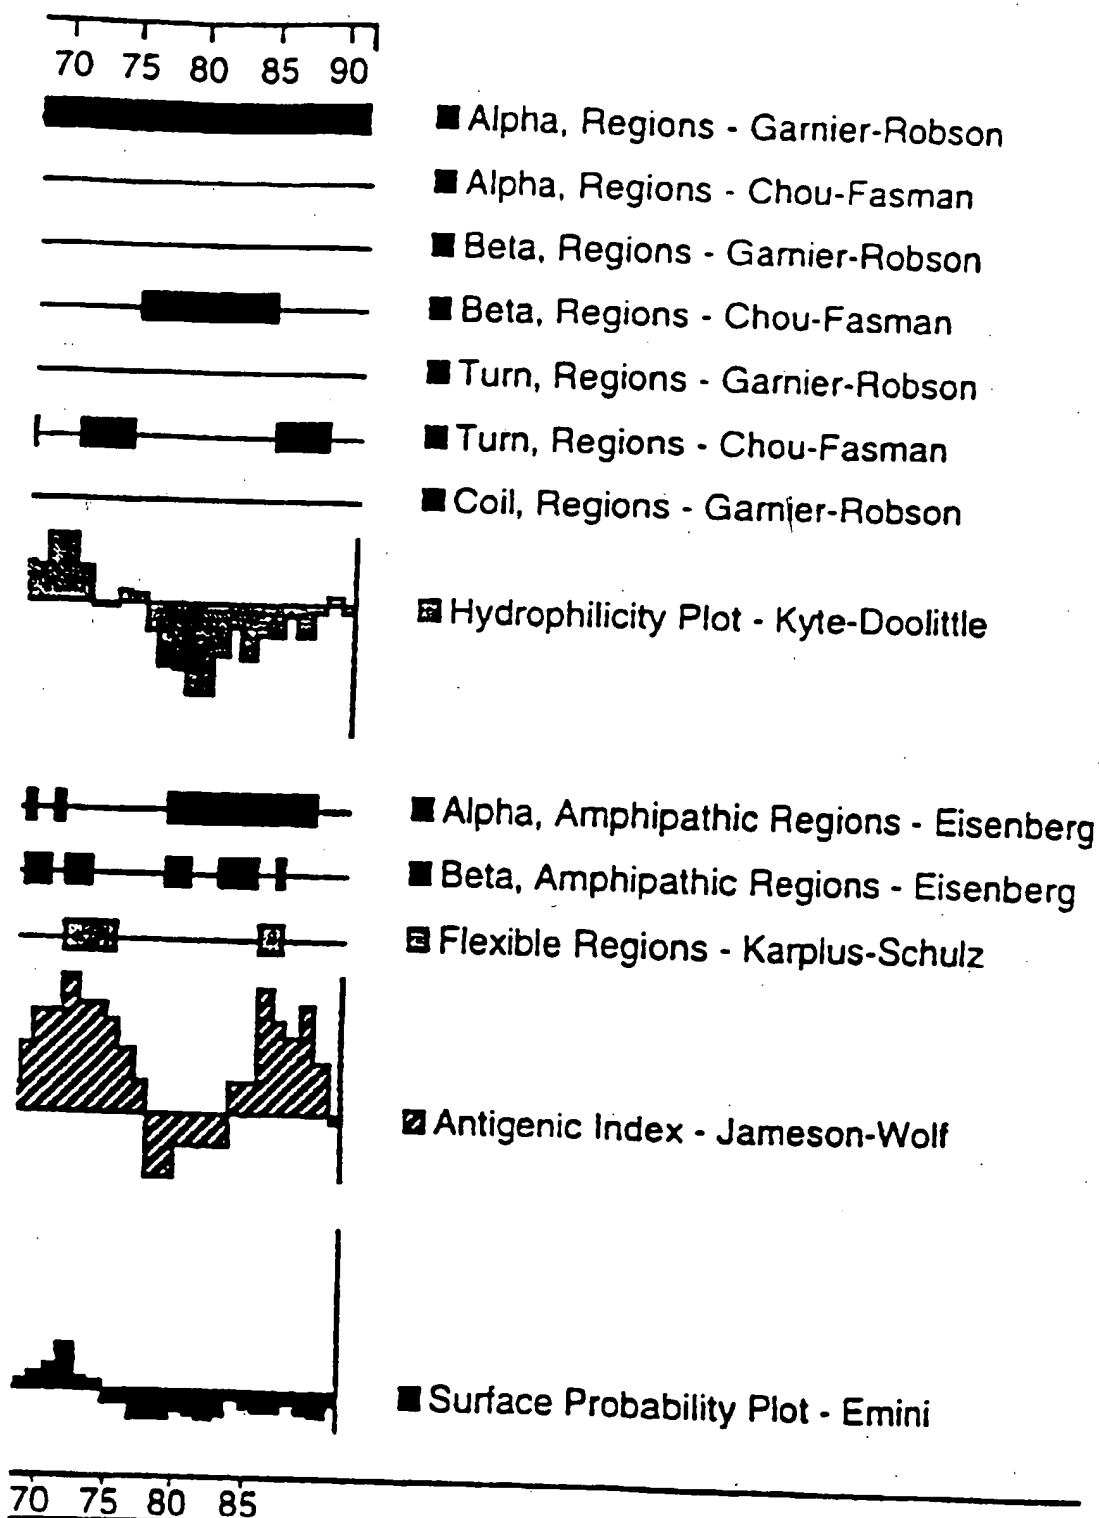 70 75 80 85 90
Alpha, Regions - Garnier-Robson
Alpha, Regions - Chou-Fasman
Beta, Regions - Garnier-Robson
Beta, Regions - Chou-Fasman
Turn, Regions - Garnier-Robson
Turn, Regions - Chou-Fasman
Coil, Regions - Garnier-Robson
Hydrophilicity Plot - Kyte-Doolittle
Alpha, Amphipathic Regions - Eisenberg
Beta, Amphipathic Regions - Eisenberg
Flexible Regions - Karplus-Schulz
Antigenic Index - Jameson-Wolf
Surface Probability Plot - Emini
70 75 80 85